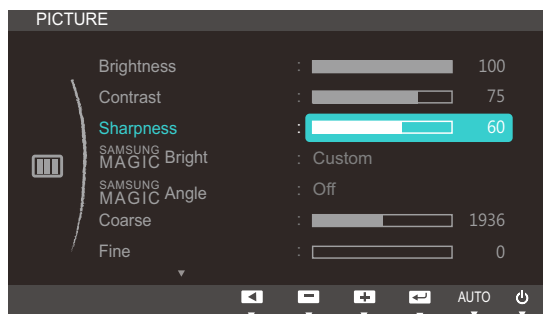 PICTURE
Brightness : 100
Contrast : 75
Sharpness : 60
SAMSUNG MAGIC Bright : Custom
SAMSUNG MAGIC Angle : Off
Coarse : 1936
Fine : 0
AUTO